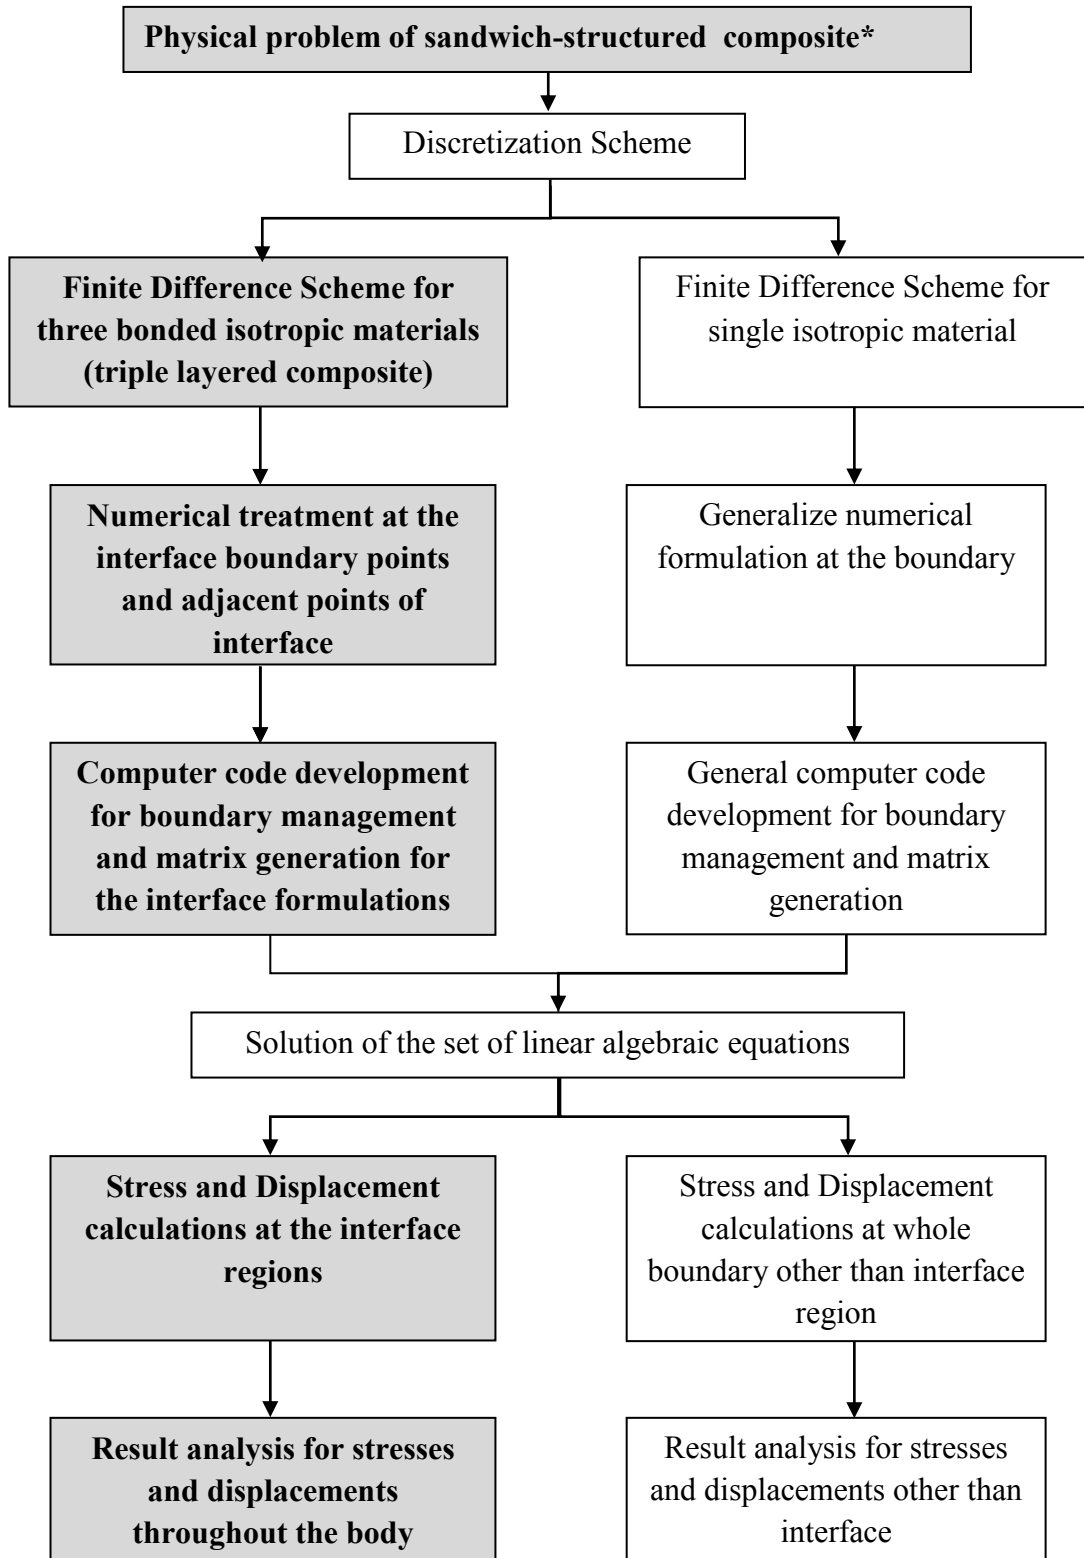 Physical problem of sandwich-structured composite*
Discretization Scheme
Finite Difference Scheme for
three bonded isotropic materials
(triple layered composite)
Finite Difference Scheme for
single isotropic material
Numerical treatment at the
interface boundary points
and adjacent points of
interface
Generalize numerical
formulation at the boundary
Computer code development
for boundary management
and matrix generation for
the interface formulations
General computer code
development for boundary
management and matrix
generation
Solution of the set of linear algebraic equations
Stress and Displacement
calculations at the interface
regions
Stress and Displacement
calculations at whole
boundary other than interface
region
Result analysis for stresses
and displacements
throughout the body
Result analysis for stresses
and displacements other than
interface